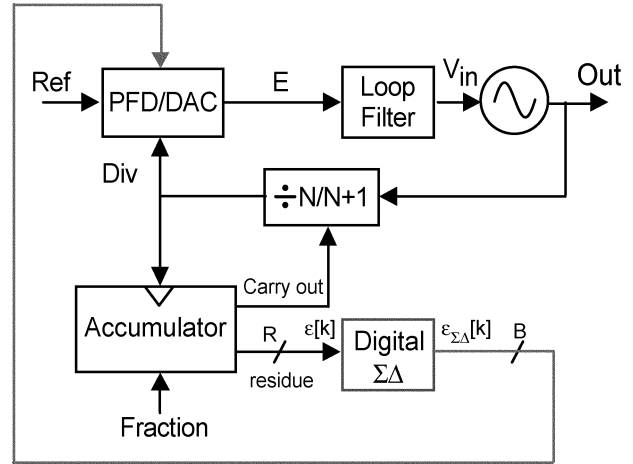 Ref
PFD/DAC
E
Loop
Filter
Vin
Out
Div
÷N/N+1
Carry out
Accumulator
R
residue
ε[k]
Digital
ΣΔ
εΣΔ[k]
B
Fraction